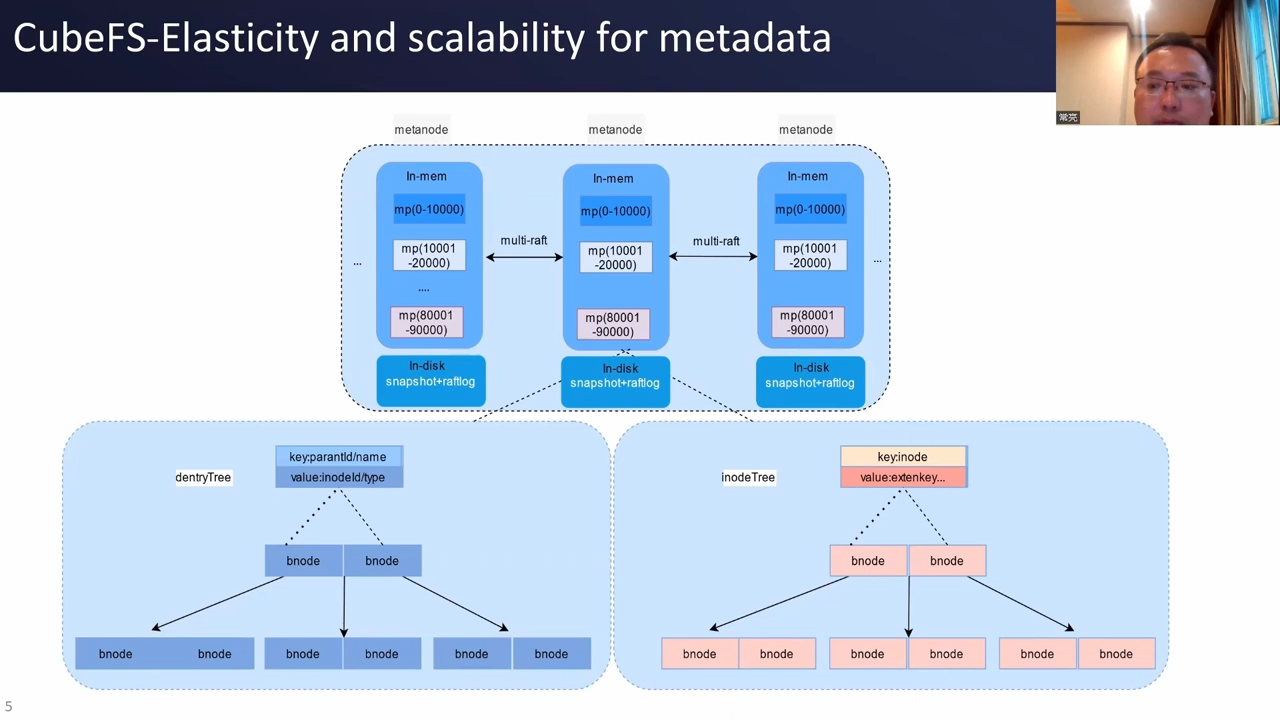 CubeFS-Elasticity and scalability for metadata
常亮
metanode
metanode
metanode
In-mem
mp(0-10000)
mp(10001
-20000)
....
mp(80001
-90000)
In-disk
snapshot+raftlog
...
multi-raft
In-mem
mp(0-10000)
mp(10001
-20000)
mp(80001
-90000)
In-disk
snapshot+raftlog
multi-raft
In-mem
mp(0-10000)
mp(10001
-20000)
mp(80001
-90000)
In-disk
snapshot+raftlog
...
dentryTree
key:parantId/name
value:inodeId/type
bnode
bnode
bnode
bnode
bnode
bnode
bnode
bnode
inodeTree
key:inode
value:extenkey...
bnode
bnode
bnode
bnode
bnode
bnode
bnode
bnode
5